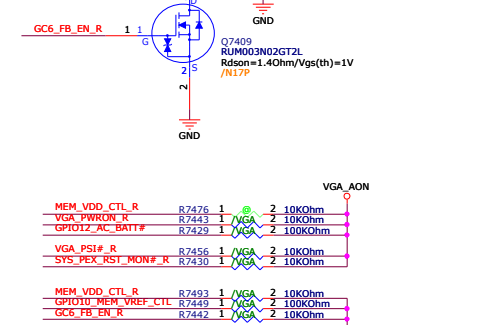 D
GND
GC6_FB_EN_R 1 1
G
Q7409
RUM003N02GT2L
Rdson=1.4Ohm/Vgs(th)=1V
/N17P
2 S
2
GND
VGA_AON
MEM_VDD_CTL_R R7476 1 @ 2 10KOhm
VGA_PWRON_R R7443 1 /VGA 2 10KOhm
GPIO12_AC_BATT# R7429 1 /VGA 2 100KOhm
VGA_PSI#_R R7456 1 /VGA 2 10KOhm
SYS_PEX_RST_MON#_R R7430 1 /VGA 2 10KOhm
MEM_VDD_CTL_R R7493 1 /VGA 2 10KOhm
GPIO10_MEM_VREF_CTL R7449 1 /VGA 2 100KOhm
GC6_FB_EN_R R7442 1 /VGA 2 10KOhm